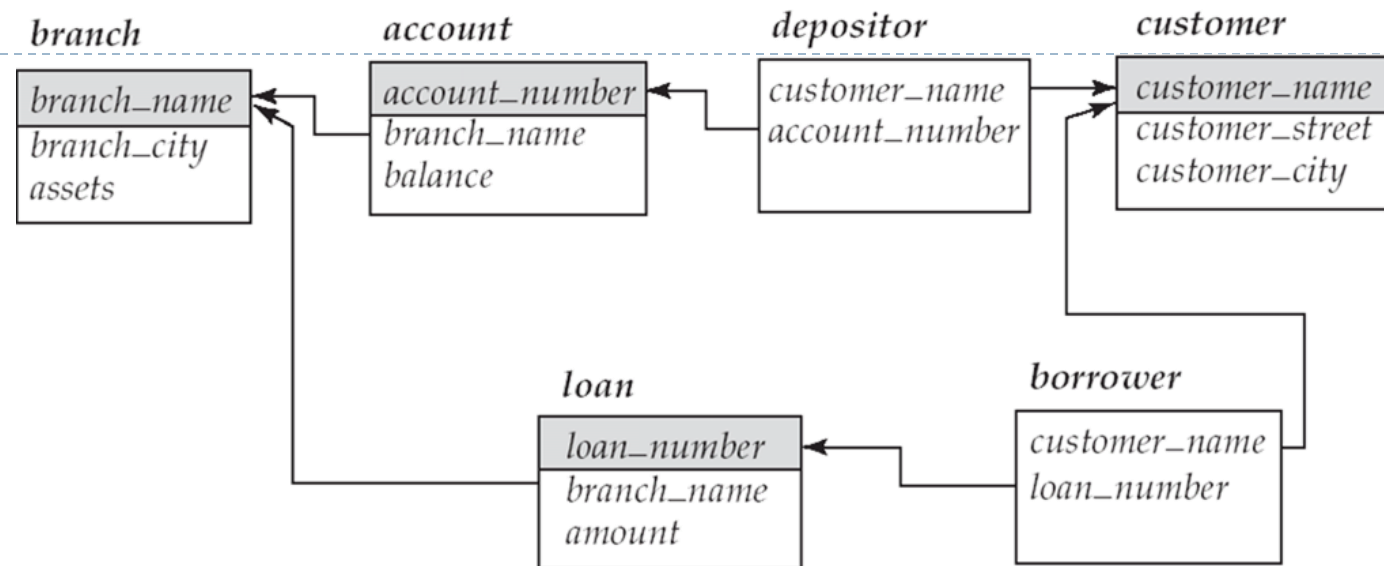 branch
branch_name
branch_city
assets
account
account_number
branch_name
balance
depositor
customer_name
account_number
customer
customer_name
customer_street
customer_city
loan
loan_number
branch_name
amount
borrower
customer_name
loan_number